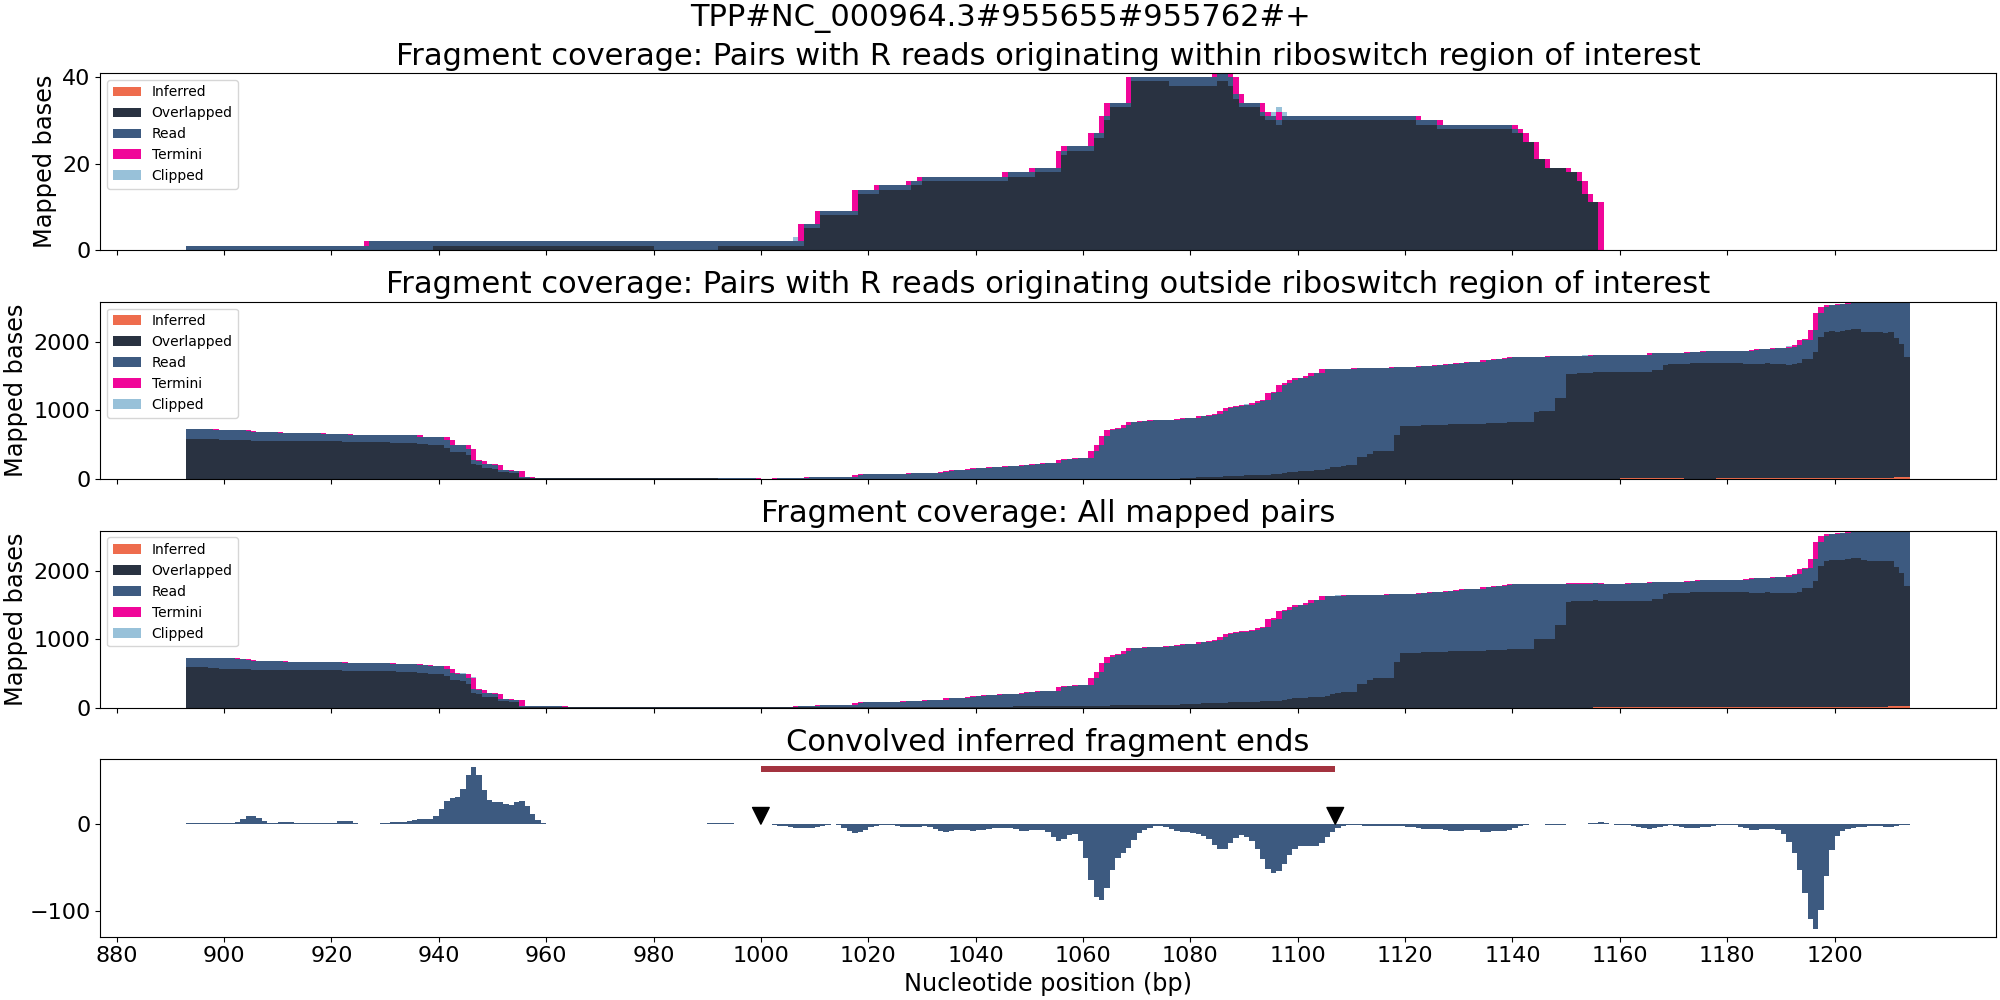 TPP#NC_000964.3#955655#955762#+
Fragment coverage: Pairs with R reads originating within riboswitch region of interest
Mapped bases
40
20
0
Inferred
Overlapped
Read
Termini
Clipped
Fragment coverage: Pairs with R reads originating outside riboswitch region of interest
Mapped bases
2000
1000
0
Inferred
Overlapped
Read
Termini
Clipped
Fragment coverage: All mapped pairs
Mapped bases
2000
1000
0
Inferred
Overlapped
Read
Termini
Clipped
Convolved inferred fragment ends
0
−100
880 900 920 940 960 980 1000 1020 1040 1060 1080 1100 1120 1140 1160 1180 1200
Nucleotide position (bp)